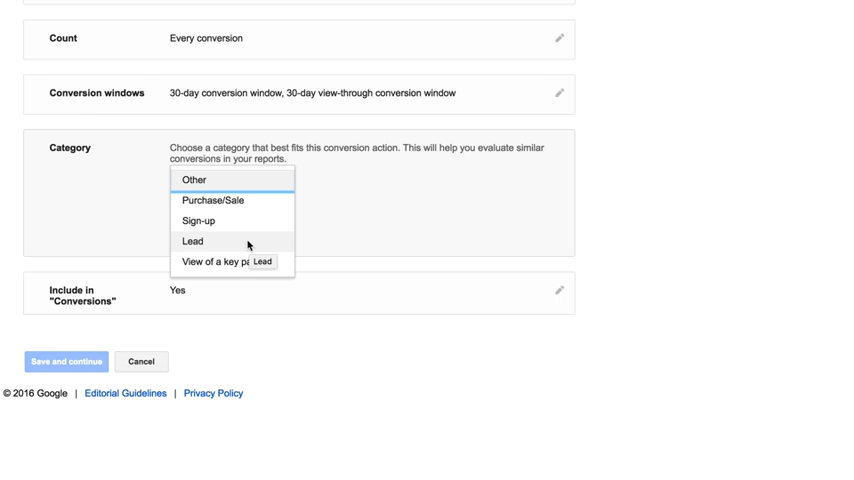 Count Every conversion
Conversion windows 30-day conversion window, 30-day view-through conversion window
Category Choose a category that best fits this conversion action. This will help you evaluate similar
conversions in your reports.
Other
Purchase/Sale
Sign-up
Lead
View of a key pa Lead
Include in Yes
"Conversions"
Save and continue Cancel
© 2016 Google | Editorial Guidelines | Privacy Policy